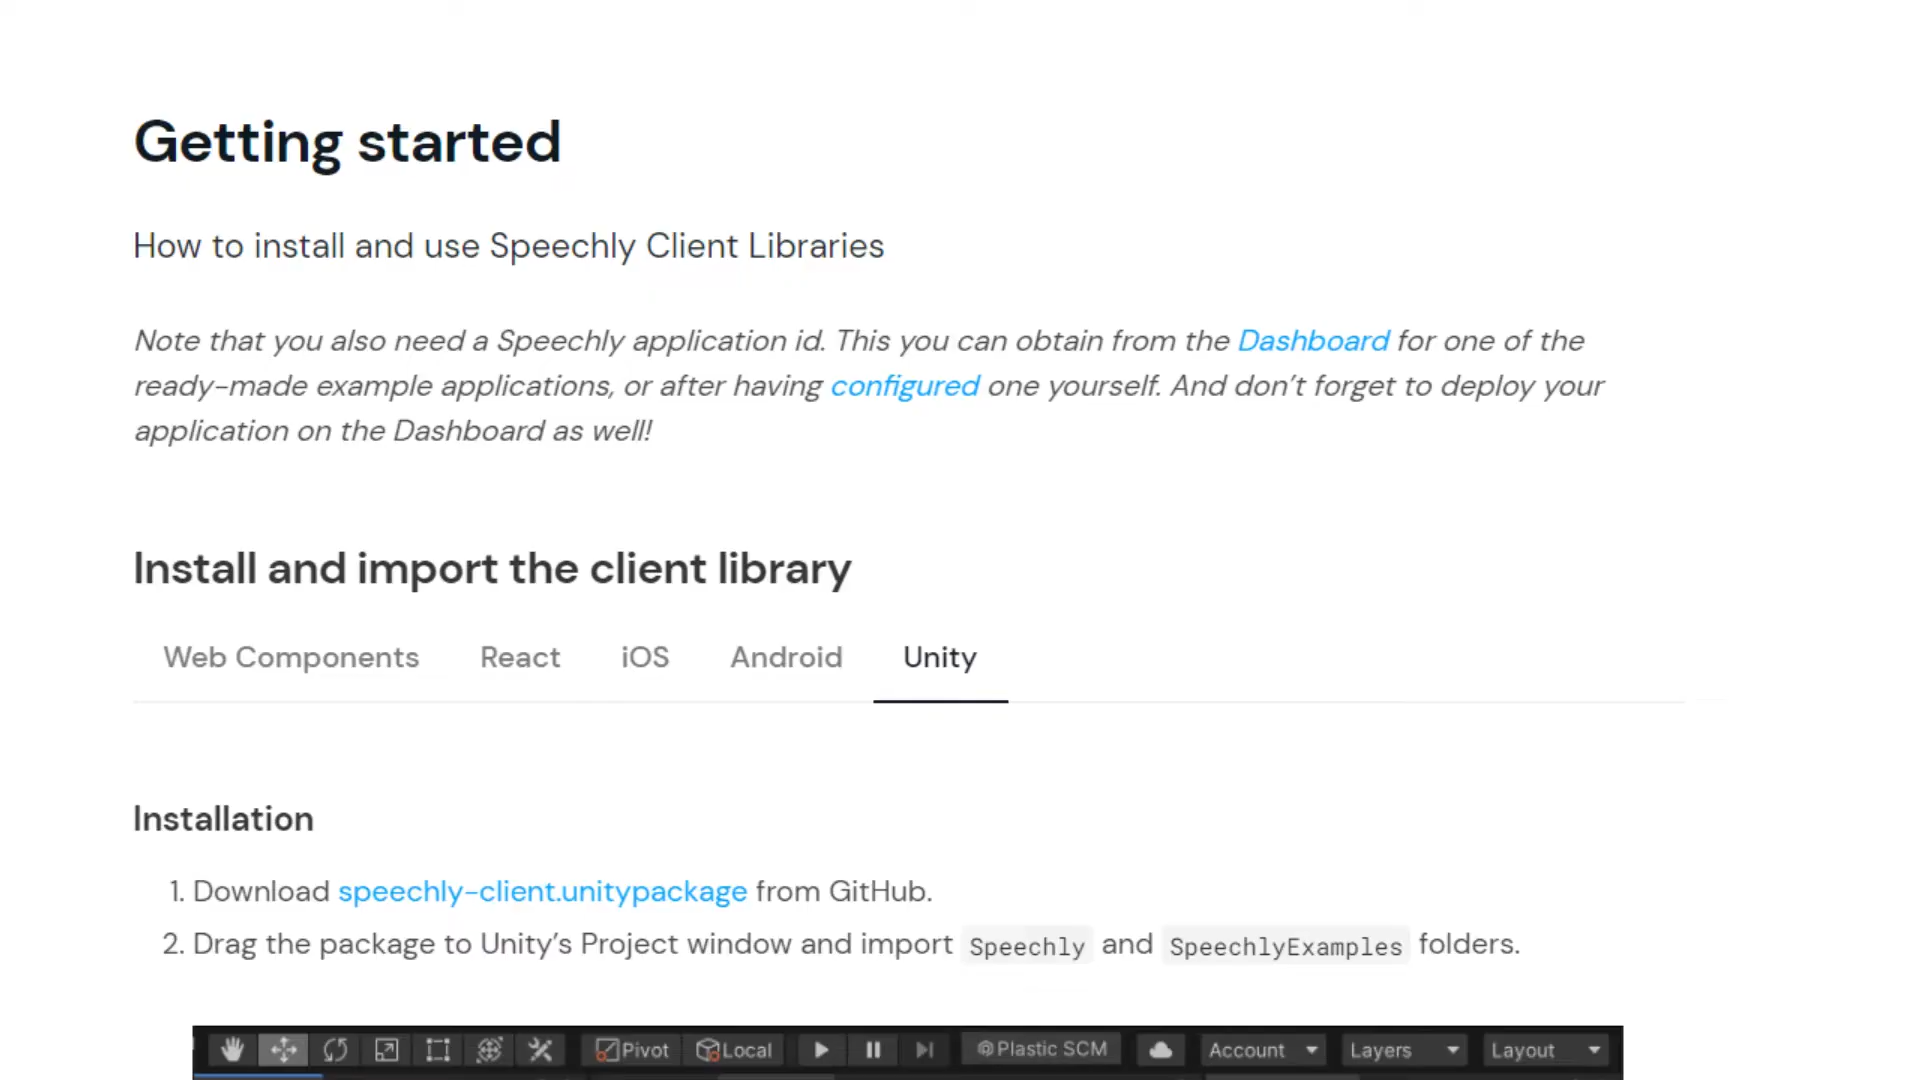 Getting started
How to install and use Speechly Client Libraries
Note that you also need a Speechly application id. This you can obtain from the Dashboard for one of the
ready-made example applications, or after having configured one yourself. And don’t forget to deploy your
application on the Dashboard as well!
Install and import the client library
Web Components React iOS Android Unity
Installation
1. Download speechly-client.unitypackage from GitHub.
2. Drag the package to Unity’s Project window and import Speechly and SpeechlyExamples folders.
Pivot Local Plastic SCM Account Layers Layout